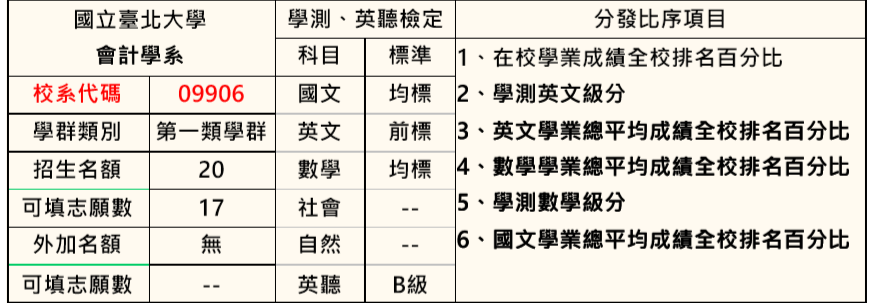 國立臺北大學 學測、英聽檢定 分發比序項目
會計學系 科目 標準 1、在校學業成績全校排名百分比
校系代碼 09906 國文 均標 2、學測英文級分
學群類別 第一類學群 英文 前標 3、英文學業總平均成績全校排名百分比
招生名額 20 數學 均標 4、數學學業總平均成績全校排名百分比
可填志願數 17 社會 -- 5、學測數學級分
外加名額 無 自然 -- 6、國文學業總平均成績全校排名百分比
可填志願數 -- 英聽 B級